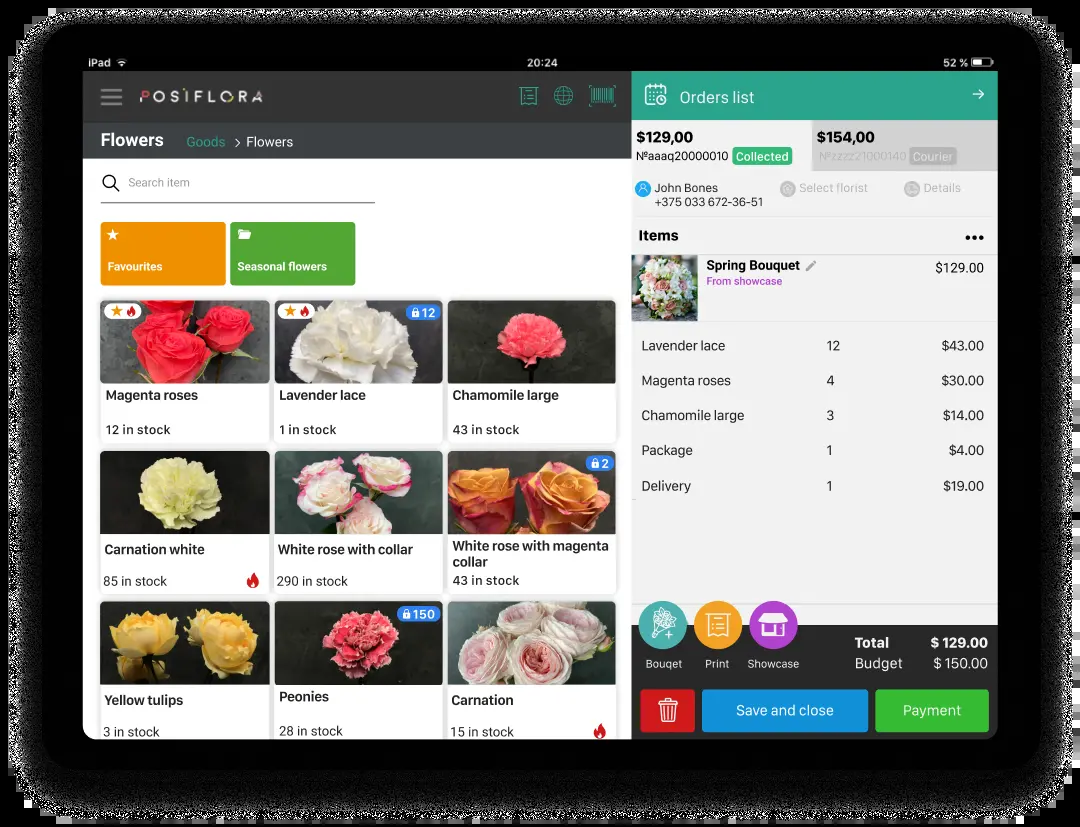 iPad
20:24
52 %
POSIFLORA
Flowers
Goods > Flowers
Search item
Favourites
Seasonal flowers
Magenta roses
12 in stock
12
Lavender lace
1 in stock
Chamomile large
43 in stock
Carnation white
85 in stock
White rose with collar
290 in stock
2
White rose with magenta
collar
43 in stock
Yellow tulips
3 in stock
150
Peonies
28 in stock
Carnation
15 in stock
Orders list
$129,00
№aaaq20000010 Collected
$154,00
№zzzz21000140 Courier
John Bones
+375 033 672-36-51
Select florist
Details
Items
Spring Bouquet
$129.00
From showcase
Lavender lace 12 $43.00
Magenta roses 4 $30.00
Chamomile large 3 $14.00
Package 1 $4.00
Delivery 1 $19.00
Bouqet
Print
Showcase
Total $ 129.00
Budget $ 150.00
Save and close
Payment